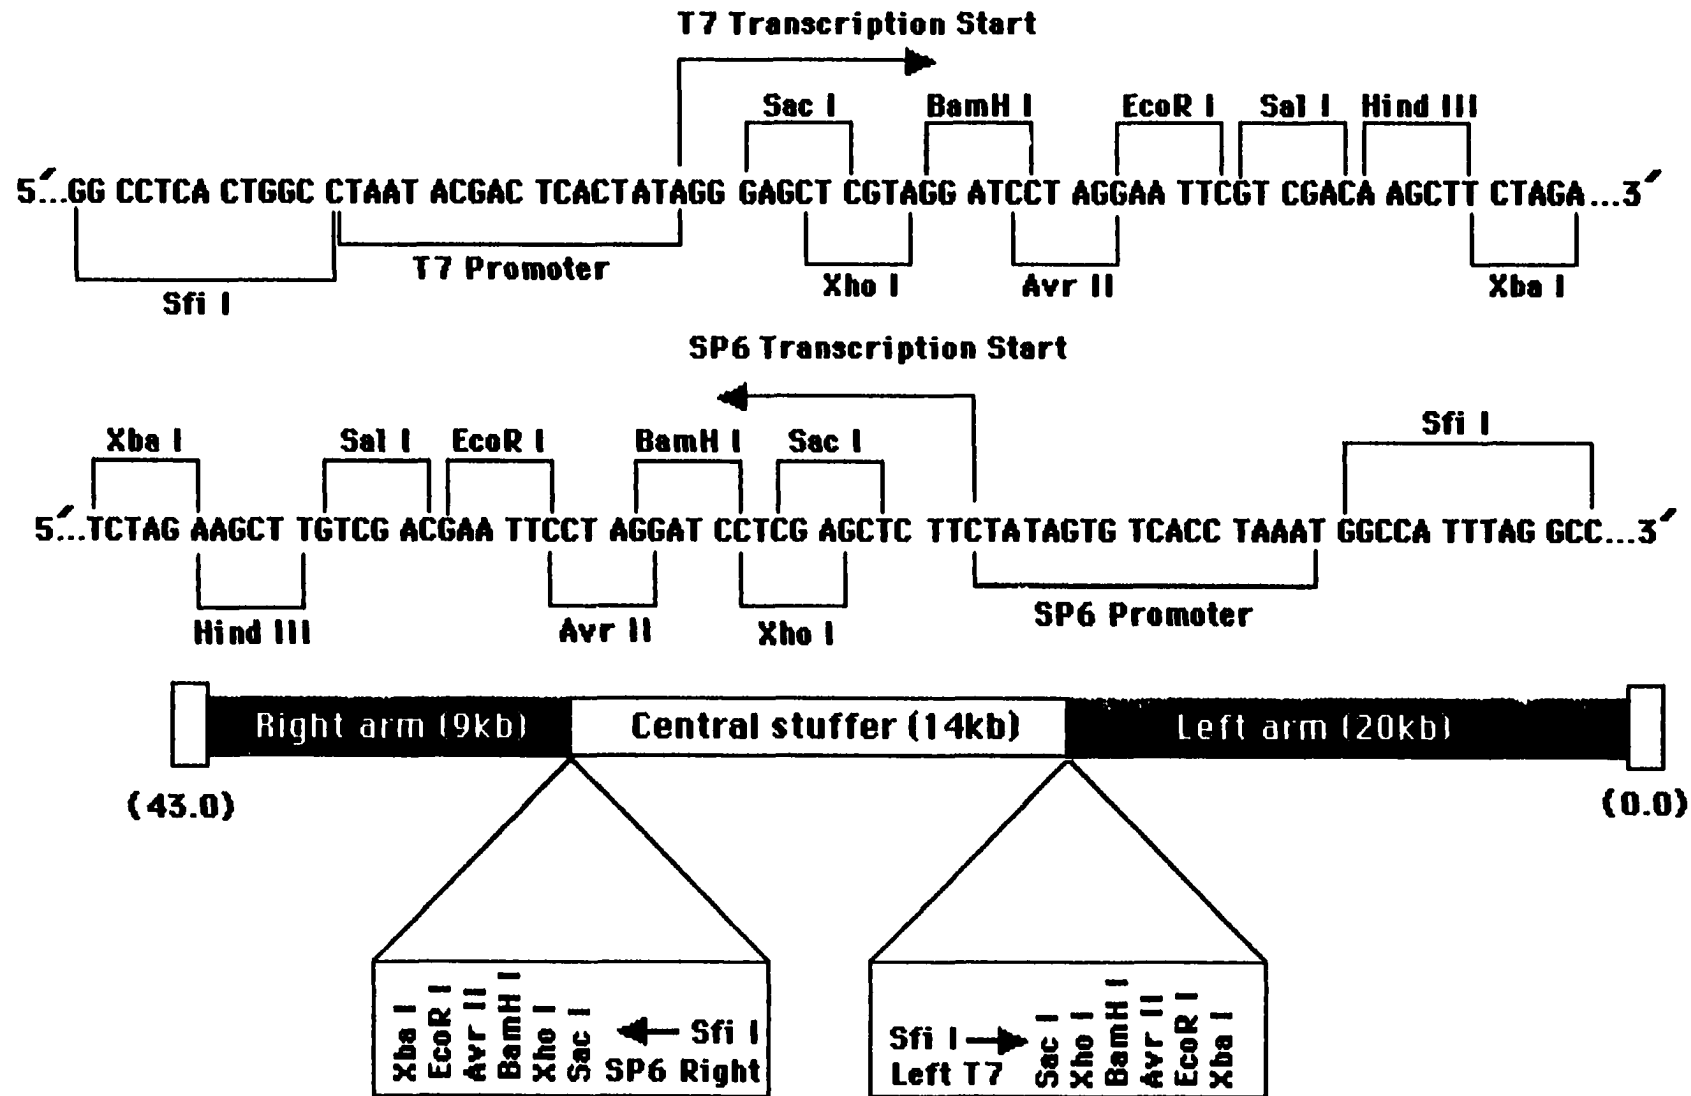 T7 Transcription Start
Sac I BamH I EcoR I Sal I Hind III
5´...GG CCTCA CTGGC CTAAT ACGAC TCACTATAGG GAGCT CGTAGG ATCCT AGGAA TTCGT CGACA AGCTT CTAGA...3´
T7 Promoter Xho I Avr II Xba I
Sfi I
SP6 Transcription Start
Xba I Sal I EcoR I BamH I Sac I Sfi I
5´...TCTAG AAGCT TGTCG ACGAA TTCCT AGGAT CCTCG AGCTC TTCTATAGTG TCACC TAAAT GGCCA TTTAG GCC...3´
Hind III Avr II Xho I SP6 Promoter
Right arm (9kb) Central stuffer (14kb) Left arm (20kb)
(43.0) (0.0)
Xba I
EcoR I
Avr II
BamH I
Xho I
Sac I
Sfi I
SP6 Right
Sfi I
Left T7
Sac I
Xho I
BamH I
Avr II
EcoR I
Xba I